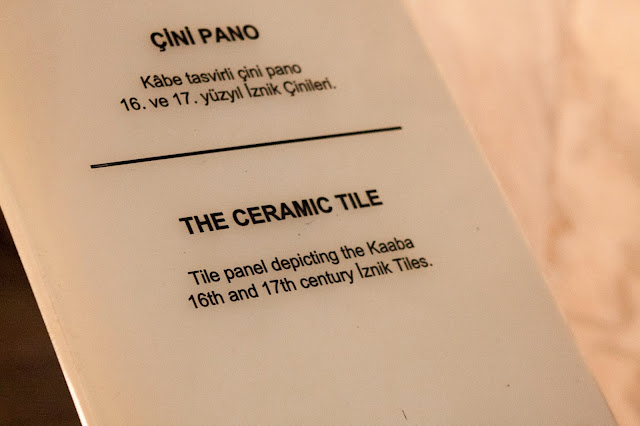 ÇİNİ PANO
Kâbe tasvirli çini pano
16. ve 17. yüzyıl İznik Çinileri.
THE CERAMIC TILE
Tile panel depicting the Kaaba
16th and 17th century İznik Tiles.